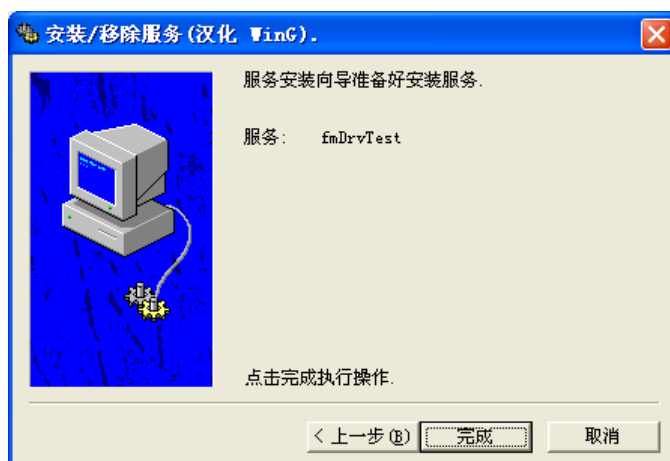 安装/移除服务(汉化 WinG).
服务安装向导准备好安装服务.
服务: fmDrvTest
点击完成执行操作.
< 上一步(B) 完成 取消